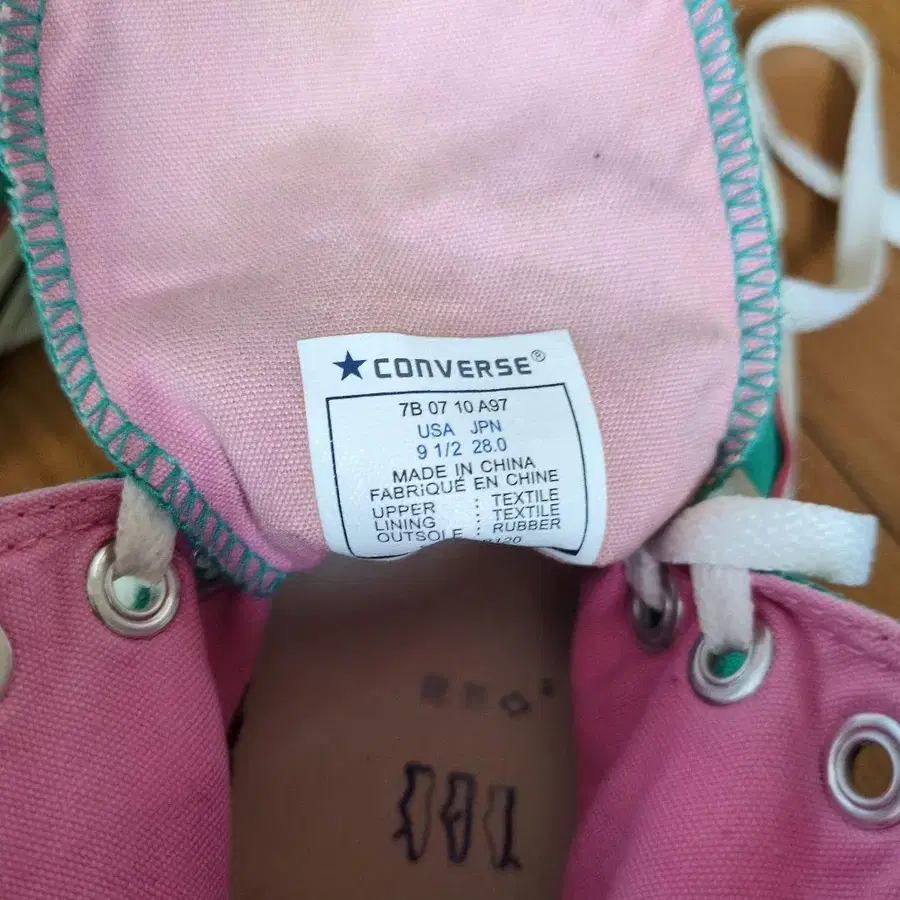 ★ CONVERSE®
7B 07 10 A97
USA JPN
9 1/2 28.0
MADE IN CHINA
FABRiQUÉ EN CHINE
UPPER : TEXTILE
LINING : TEXTILE
OUTSOLE : RUBBER